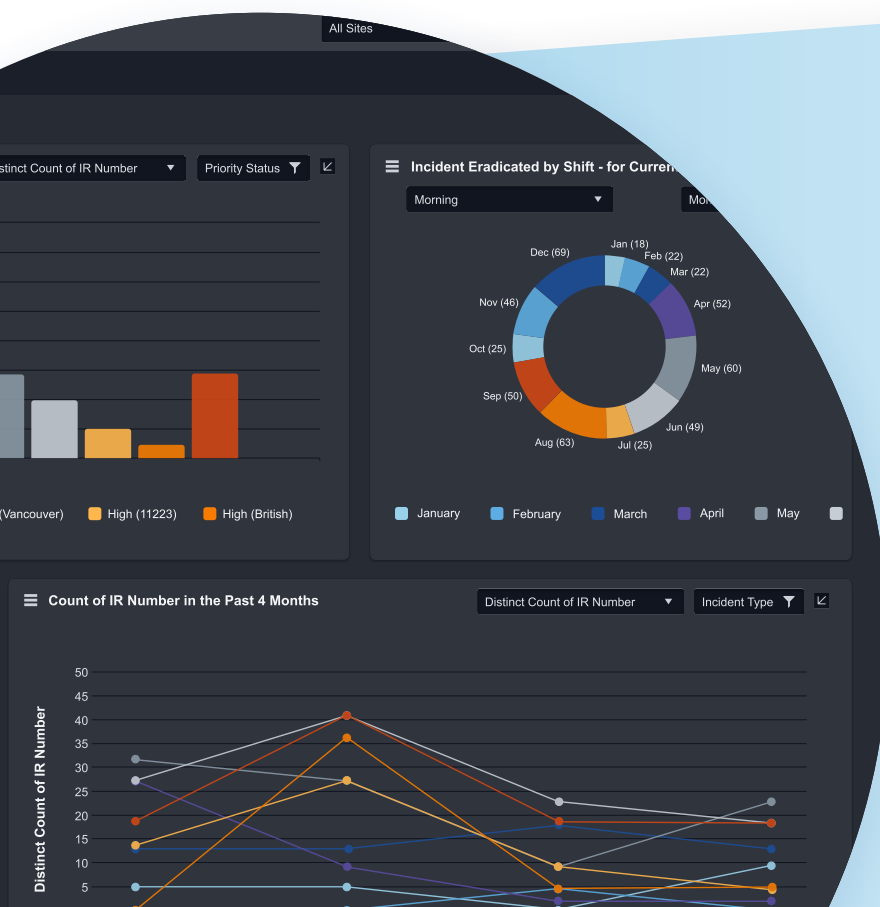 All Sites
Distinct Count of IR Number
Priority Status
Incident Eradicated by Shift - for
Morning
Jan (18)
Feb (22)
Mar (22)
Apr (52)
May (60)
Jun (49)
Jul (25)
Aug (63)
Sep (50)
Oct (25)
Nov (46)
Dec (69)
(Vancouver)
High (11223)
High (British)
January
February
March
April
May
Count of IR Number in the Past 4 Months
Distinct Count of IR Number
Incident Type
Distinct Count of IR Number
50
45
40
35
30
25
20
15
10
5